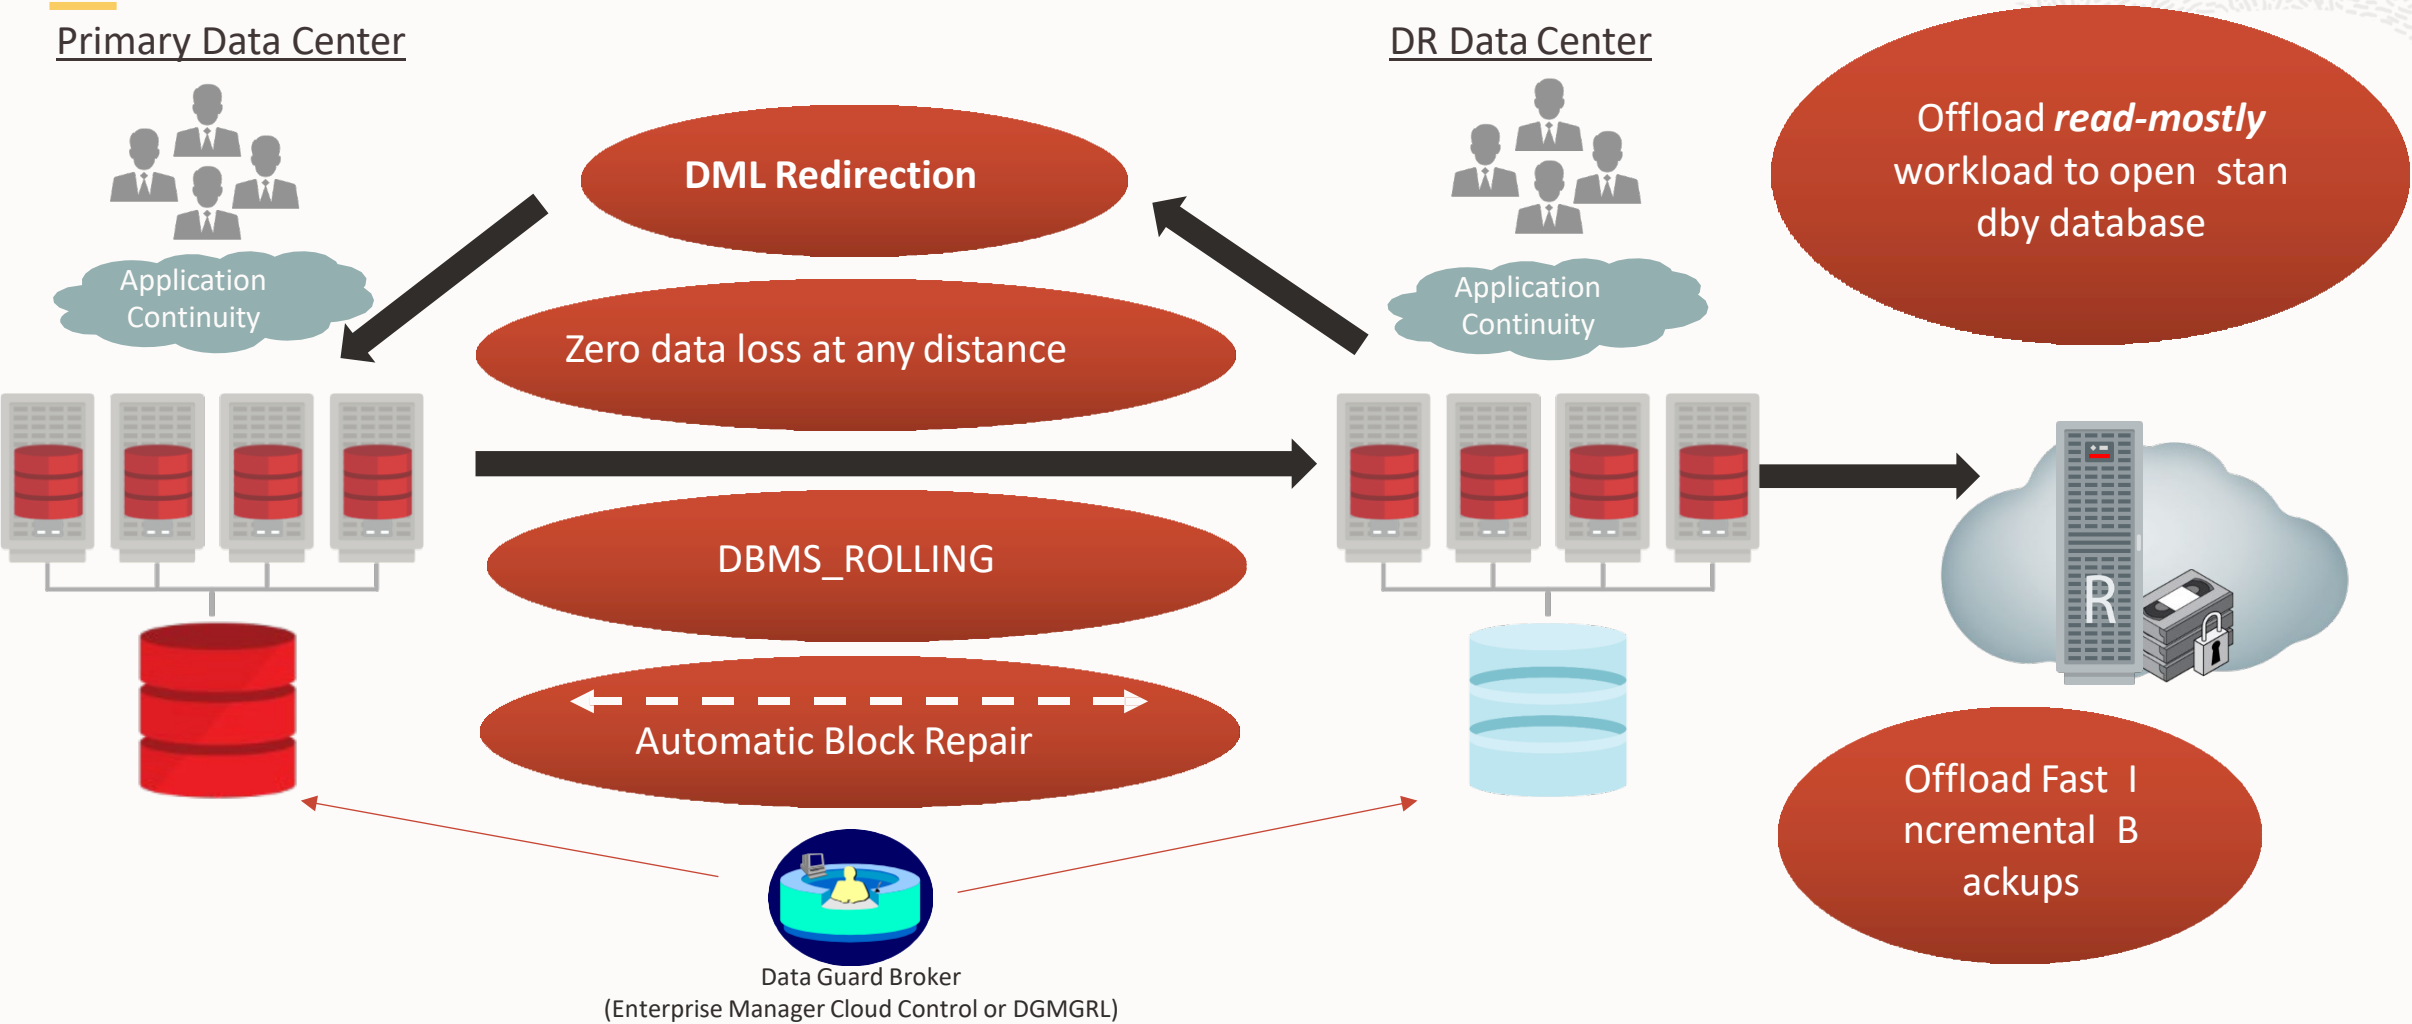 Primary Data Center
DR Data Center
Offload read-mostly
workload to open  stan
dby database
DML Redirection
Application
Continuity
Application
Continuity
Zero data loss at any distance
DBMS_ROLLING
R
Automatic Block Repair
Offload Fast  I
ncremental  B
ackups
Data Guard Broker
(Enterprise Manager Cloud Control or DGMGRL)